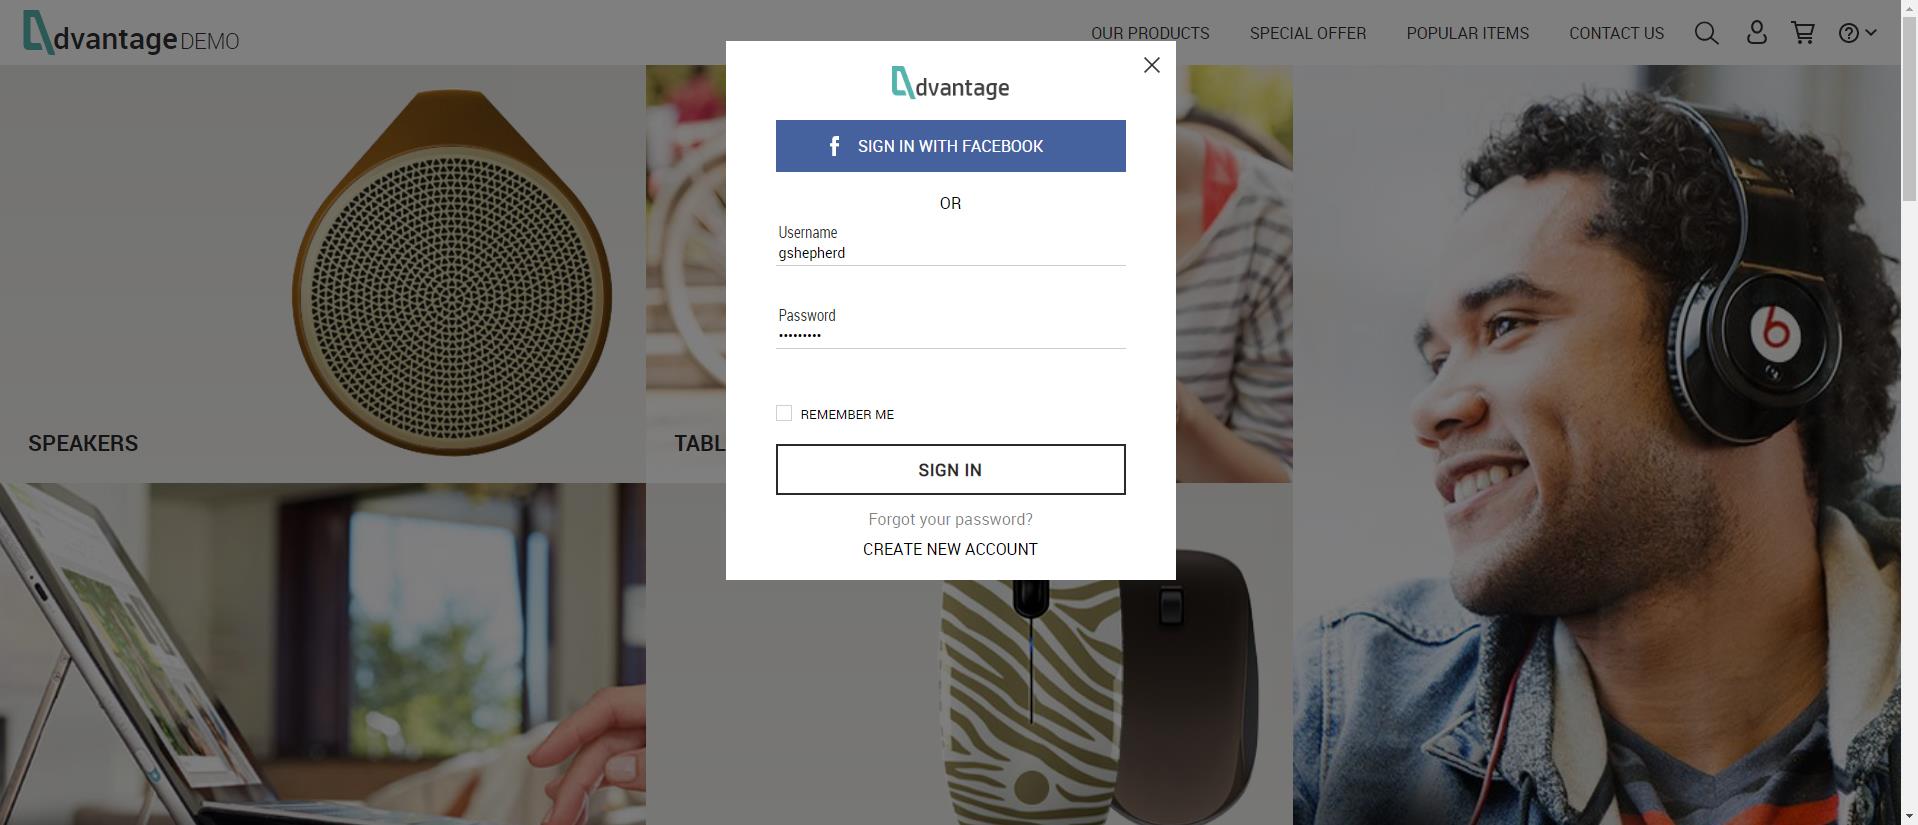 dvantage DEMO
OUR PRODUCTS SPECIAL OFFER POPULAR ITEMS CONTACT US
dvantage
f SIGN IN WITH FACEBOOK
OR
Username
gshepherd
Password
•••••••••
REMEMBER ME
SIGN IN
Forgot your password?
CREATE NEW ACCOUNT
SPEAKERS
TABL
b